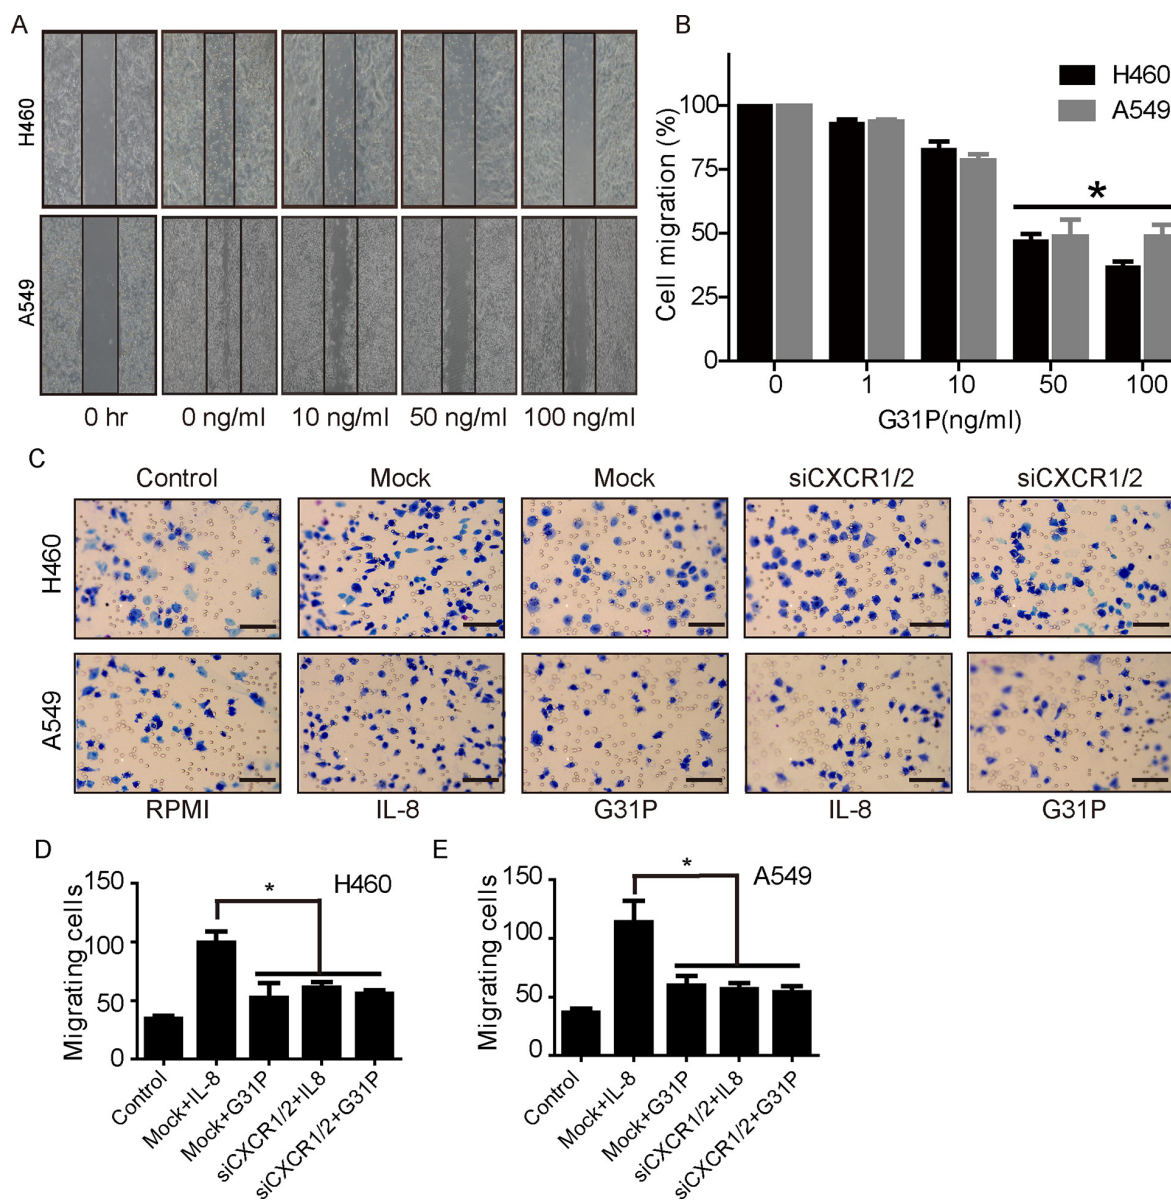 A
H460
A549
0 hr
0 ng/ml
10 ng/ml
50 ng/ml
100 ng/ml
B
H460
A549
Cell migration (%)
100
75
50
25
0
*
0
1
10
50
100
G31P(ng/ml)
C
Control
Mock
Mock
siCXCR1/2
siCXCR1/2
H460
A549
RPMI
IL-8
G31P
IL-8
G31P
D
H460
Migrating cells
150
100
50
0
*
Control
Mock+IL-8
Mock+G31P
siCXCR1/2+IL8
siCXCR1/2+G31P
E
A549
Migrating cells
150
100
50
0
*
Control
Mock+IL-8
Mock+G31P
siCXCR1/2+IL8
siCXCR1/2+G31P